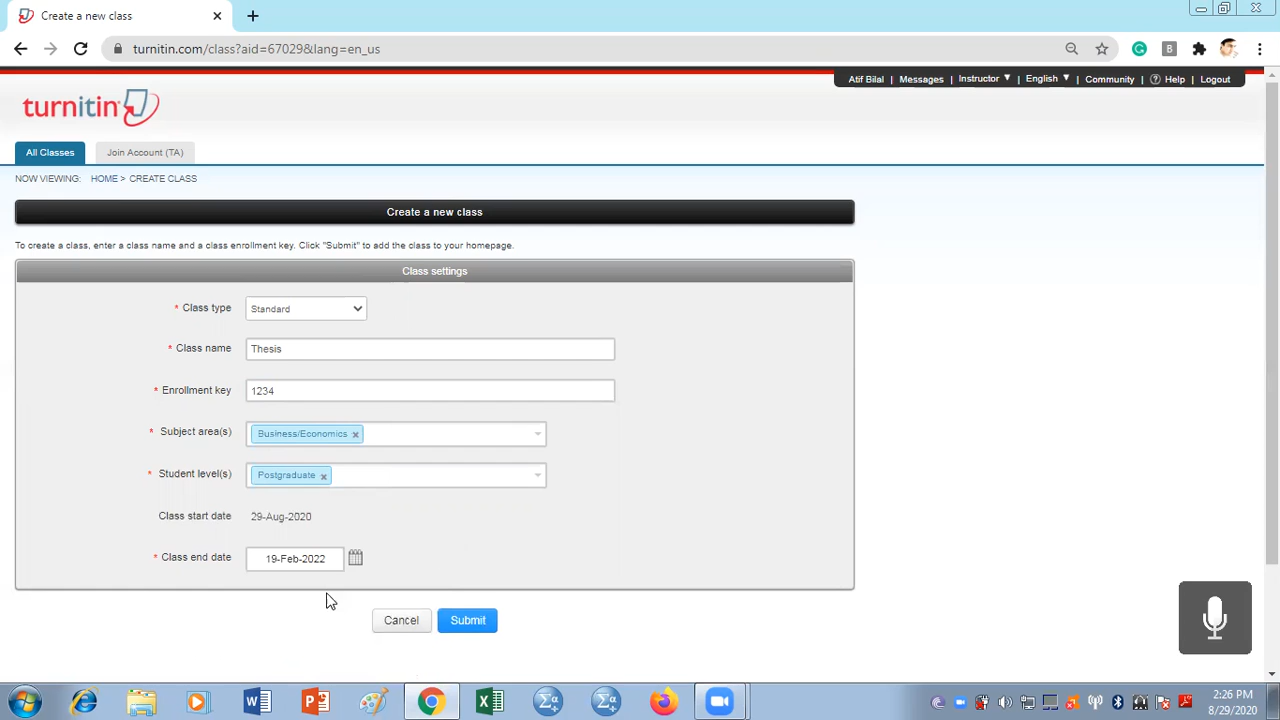 Create a new class
turnitin.com/class?aid=67029&lang=en_us
B
Atif Bilal | Messages | Instructor ▼ | English ▼ | Community | ? Help | Logout
turnitin
All Classes
Join Account (TA)
NOW VIEWING: HOME > CREATE CLASS
Create a new class
To create a class, enter a class name and a class enrollment key. Click "Submit" to add the class to your homepage.
Class settings
* Class type
Standard
* Class name
Thesis
* Enrollment key
1234
* Subject area(s)
Business/Economics ×
* Student level(s)
Postgraduate ×
Class start date
29-Aug-2020
* Class end date
19-Feb-2022
Cancel
Submit
2:26 PM
8/29/2020